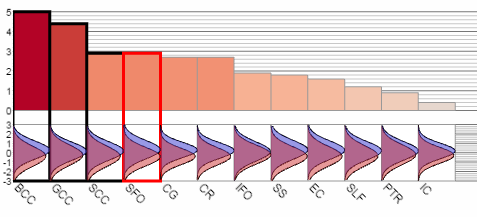 5
4
3
2
1
0
3
2
1
0
-1
-2
-3
BCC
GCC
SCC
SFO
CG
CR
IFO
SS
EC
SLF
PTR
IC